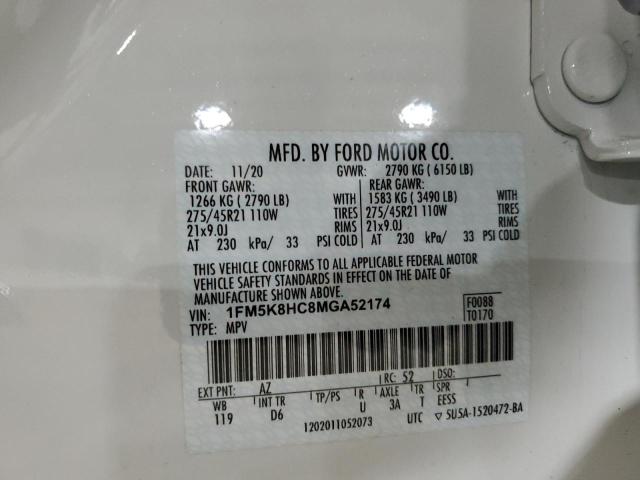 MFD. BY FORD MOTOR CO.
DATE: 11/20 GVWR: 2790 KG ( 6150 LB)
FRONT GAWR: REAR GAWR:
1266 KG ( 2790 LB) WITH 1583 KG ( 3490 LB) WITH
275/45R21 110W TIRES 275/45R21 110W TIRES
21x9.0J RIMS 21x9.0J RIMS
AT 230 kPa/ 33 PSI COLD AT 230 kPa/ 33 PSI COLD
THIS VEHICLE CONFORMS TO ALL APPLICABLE FEDERAL MOTOR
VEHICLE SAFETY STANDARDS IN EFFECT ON THE DATE OF
MANUFACTURE SHOWN ABOVE.
VIN: 1FM5K8HC8MGA52174 F0088
TYPE: MPV T0170
EXT PNT: AZ RC: 52 DSO:
WB INT TR TP/PS R AXLE TR SPR
119 D6 U 3A T EESS
1202011052073 UTC ▽ 5U5A-1520472-BA